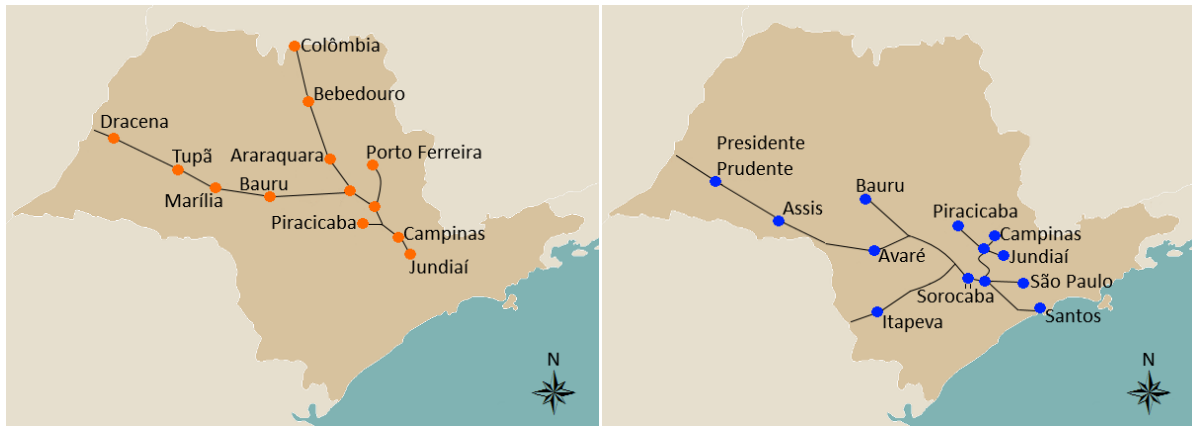 Colômbia
Bebedouro
Dracena
Tupã
Araraquara
Porto Ferreira
Marília
Bauru
Piracicaba
Campinas
Jundiaí
N
Presidente
Prudente
Bauru
Assis
Piracicaba
Campinas
Avaré
Jundiaí
São Paulo
Sorocaba
Itapeva
Santos
N